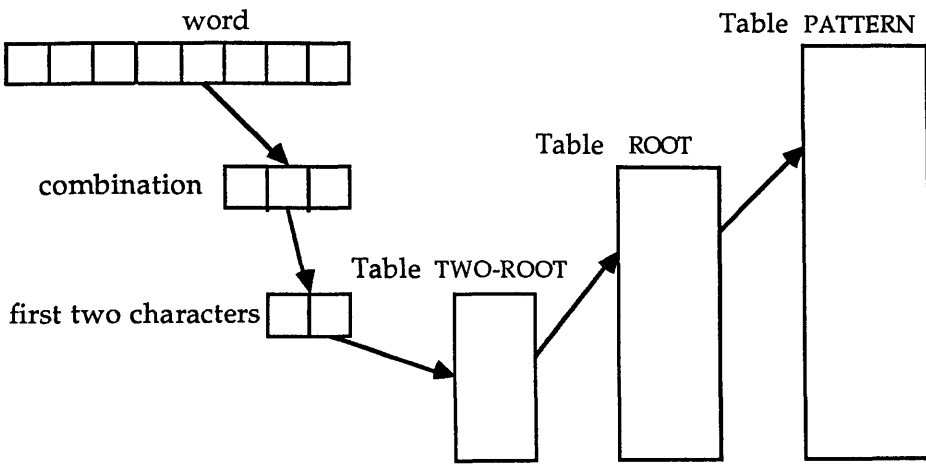 word
Table PATTERN
Table ROOT
combination
Table TWO-ROOT
first two characters